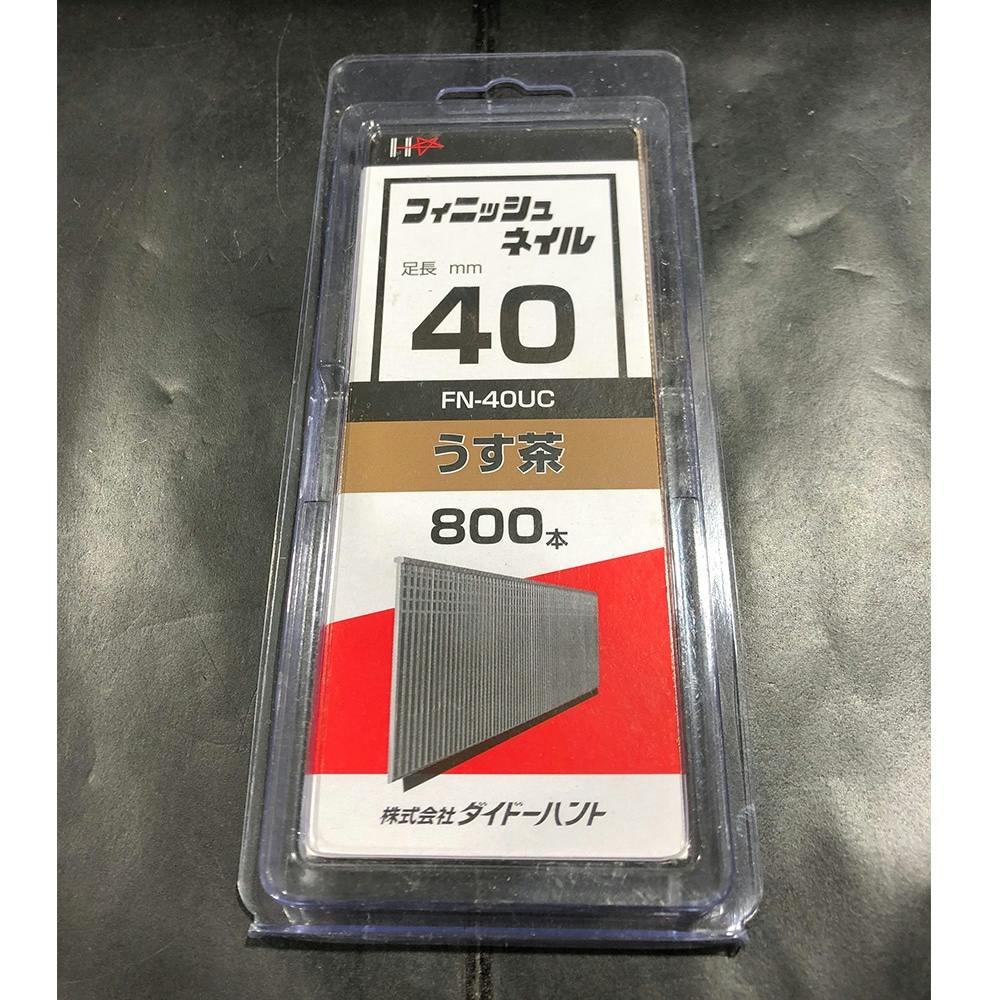 H
フィニッシュ
ネイル
足長 mm
40
FN-40UC
うす茶
800本
株式会社 ダイドーハント